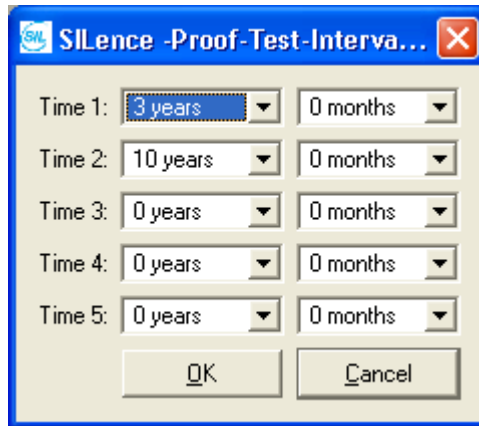 SILence -Proof-Test-Interva...
Time 1: 3 years 0 months
Time 2: 10 years 0 months
Time 3: 0 years 0 months
Time 4: 0 years 0 months
Time 5: 0 years 0 months
OK Cancel